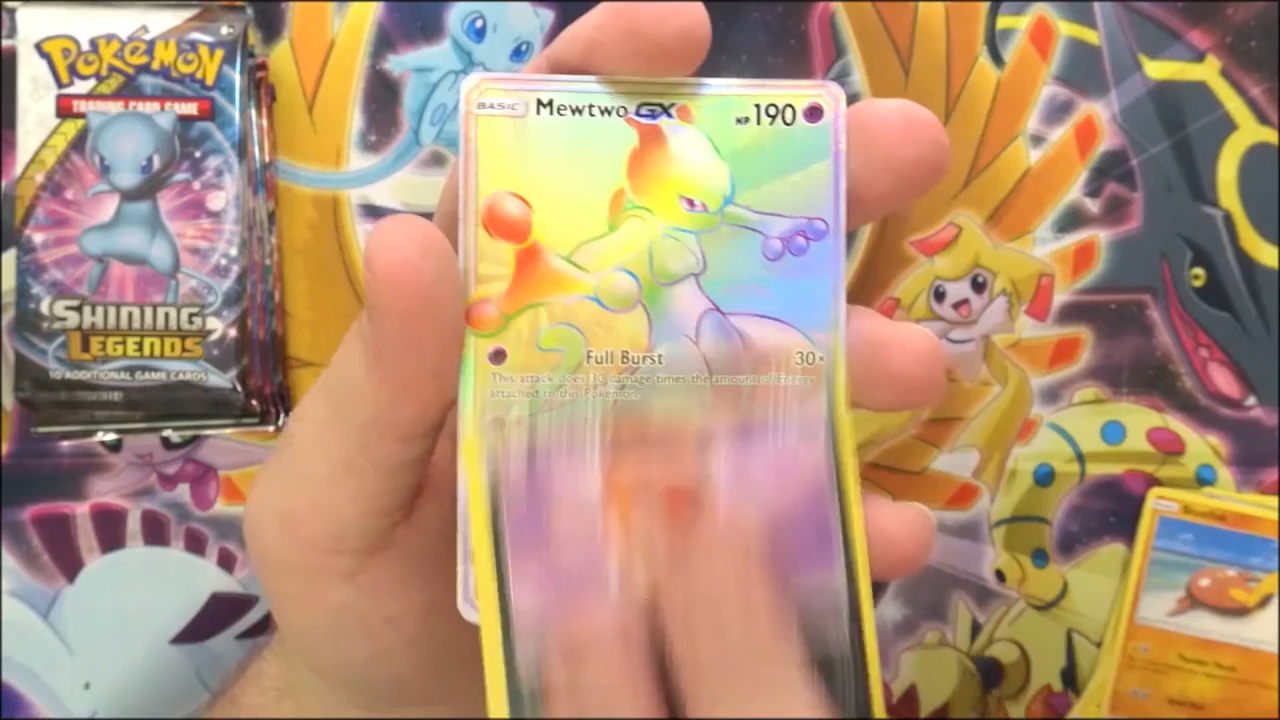 POKéMON
TRADING CARD GAME
SHINING
LEGENDS
10 ADDITIONAL GAME CARDS
BASIC Mewtwo GX HP 190
Full Burst 30×
This attack does 30 damage times the amount of Energy
attached to this Pokémon.